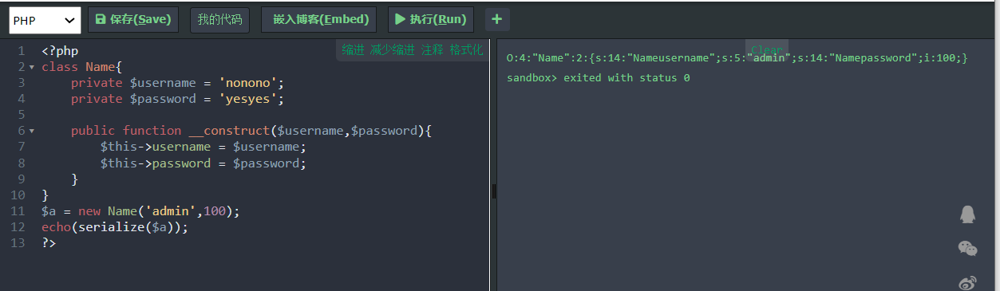 PHP 保存(Save) 我的代码 嵌入博客(Embed) 执行(Run) +
缩进 减少缩进 注释 格式化
1 <?php
2 class Name{
3     private $username = 'nonono';
4     private $password = 'yesyes';
5
6     public function __construct($username,$password){
7         $this->username = $username;
8         $this->password = $password;
9     }
10 }
11 $a = new Name('admin',100);
12 echo(serialize($a));
13 ?>
Clear
O:4:"Name":2:{s:14:"Nameusername";s:5:"admin";s:14:"Namepassword";i:100;}
sandbox> exited with status 0